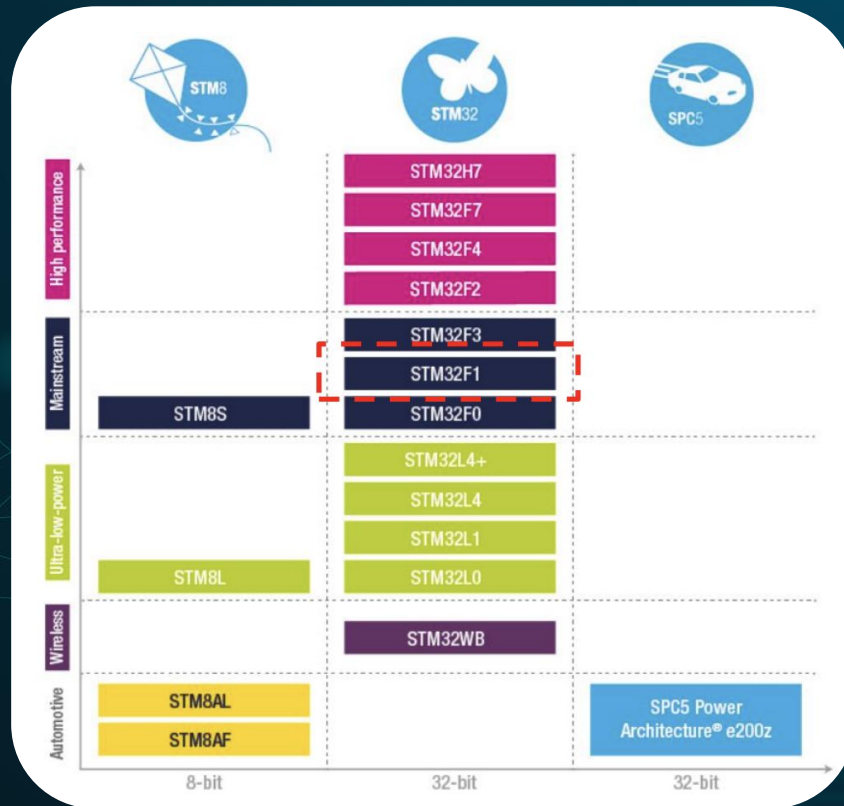 STM8
STM32
SPC5
High performance
STM32H7
STM32F7
STM32F4
STM32F2
Mainstream
STM32F3
STM32F1
STM8S
STM32F0
Ultra-low-power
STM32L4+
STM32L4
STM32L1
STM8L
STM32L0
Wireless
STM32WB
Automotive
STM8AL
STM8AF
SPC5 Power
Architecture® e200z
8-bit
32-bit
32-bit